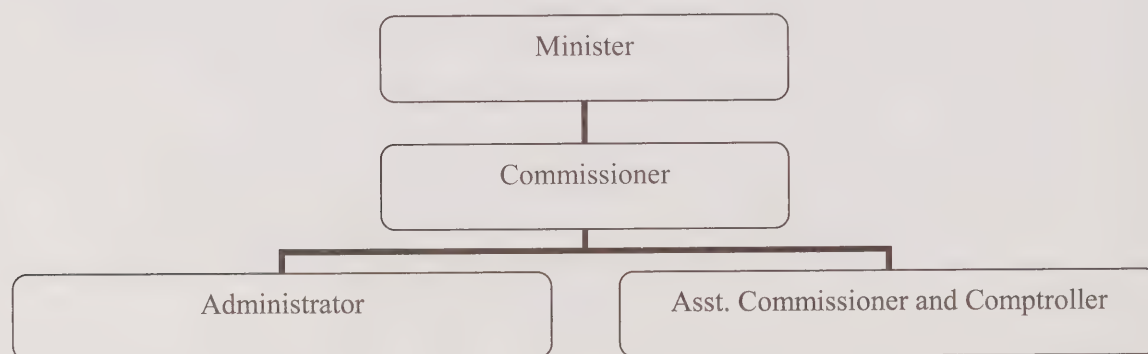 Minister
Commissioner
Administrator
Asst. Commissioner and Comptroller